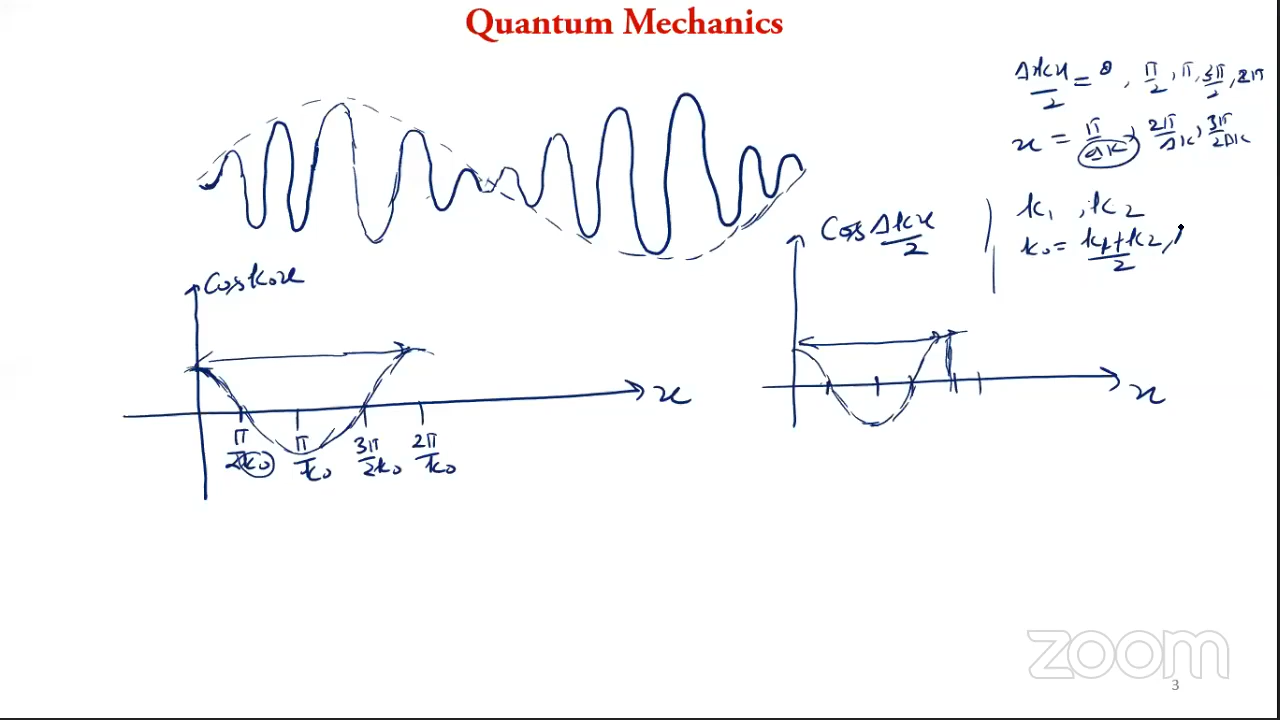 Quantum Mechanics
Δkx/2 = 0, π/2, π, 3π/2, 2π
x = π/Δk, 2π/Δk, 3π/2Δk
k₁, k₂
k₀ = k₁+k₂/2,
Cos Δkx/2
Cos k₀x
x
x
π/2k₀ π/k₀ 3π/2k₀ 2π/k₀
zoom
3